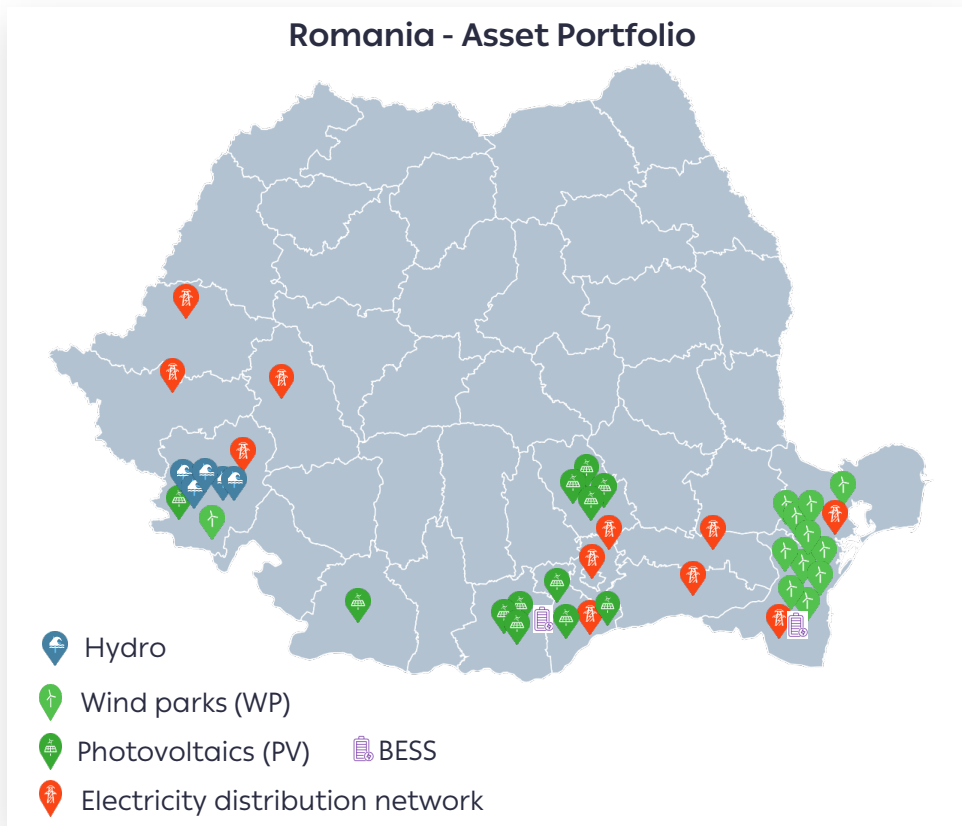 Romania - Asset Portfolio
Hydro
Wind parks (WP)
Photovoltaics (PV)
BESS
Electricity distribution network